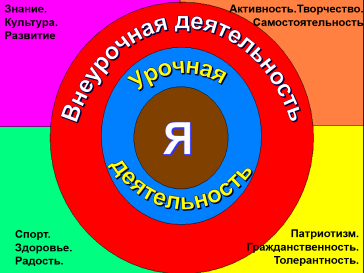 Знание.
Культура.
Развитие
Активность.Творчество.
Самостоятельность
Внеурочная деятельность
Урочная
Я
деятельность
Спорт.
Здоровье.
Радость.
Патриотизм.
Гражданственность.
Толерантность.